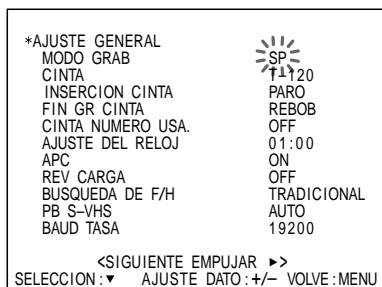 *AJUSTE GENERAL
MODO GRAB SP
CINTA T-120
INSERCION CINTA PARO
FIN GR CINTA REBOB
CINTA NUMERO USA. OFF
AJUSTE DEL RELOJ 01:00
APC ON
REV CARGA OFF
BUSQUEDA DE F/H TRADICIONAL
PB S–VHS AUTO
BAUD TASA 19200
<SIGUIENTE EMPUJAR ►>
SELECCION:▼ AJUSTE DATO:+/– VOLVE:MENU